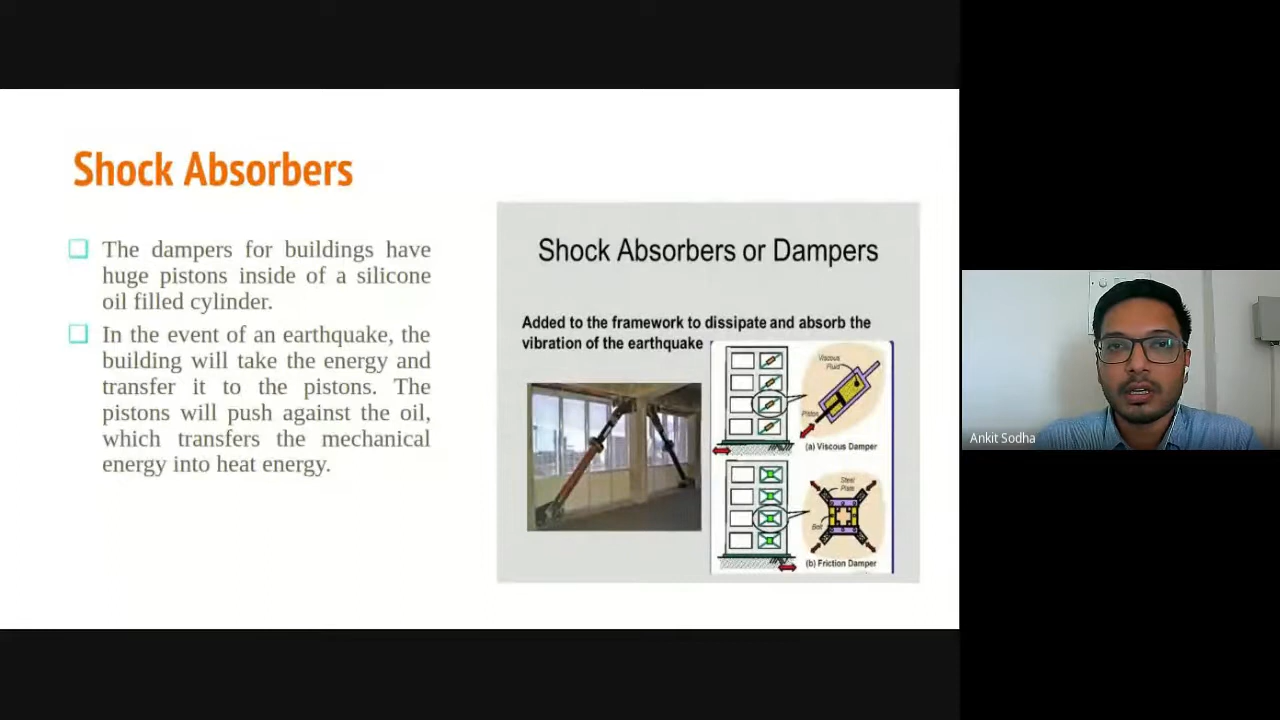 Shock Absorbers
❑ The dampers for buildings have
huge pistons inside of a silicone
oil filled cylinder.
❑ In the event of an earthquake, the
building will take the energy and
transfer it to the pistons. The
pistons will push against the oil,
which transfers the mechanical
energy into heat energy.
Shock Absorbers or Dampers
Added to the framework to dissipate and absorb the
vibration of the earthquake
Viscous
Fluid
Piston
(a) Viscous Damper
Steel
Plate
Bolt
(b) Friction Damper
Ankit Sodha